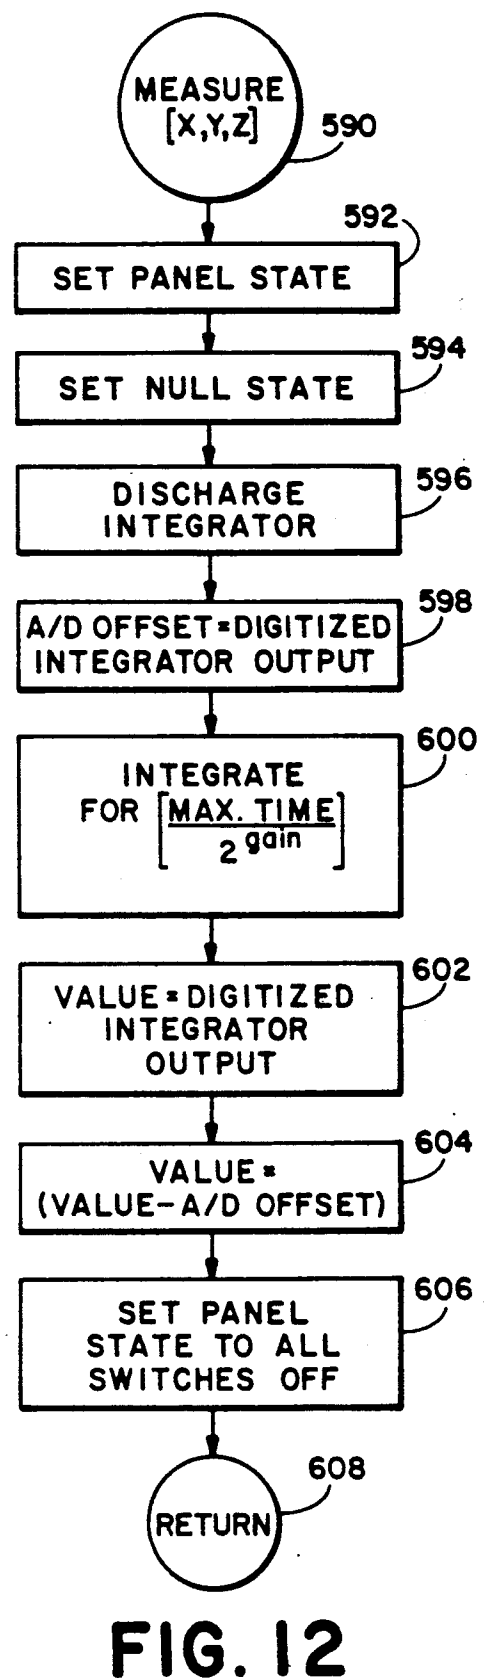 MEASURE
[X,Y,Z]
590
592
SET PANEL STATE
594
SET NULL STATE
596
DISCHARGE
INTEGRATOR
598
A/D OFFSET=DIGITIZED
INTEGRATOR OUTPUT
600
INTEGRATE
FOR [MAX. TIME
2 gain]
602
VALUE=DIGITIZED
INTEGRATOR
OUTPUT
604
VALUE=
(VALUE-A/D OFFSET)
606
SET PANEL
STATE TO ALL
SWITCHES OFF
608
RETURN
FIG. 12